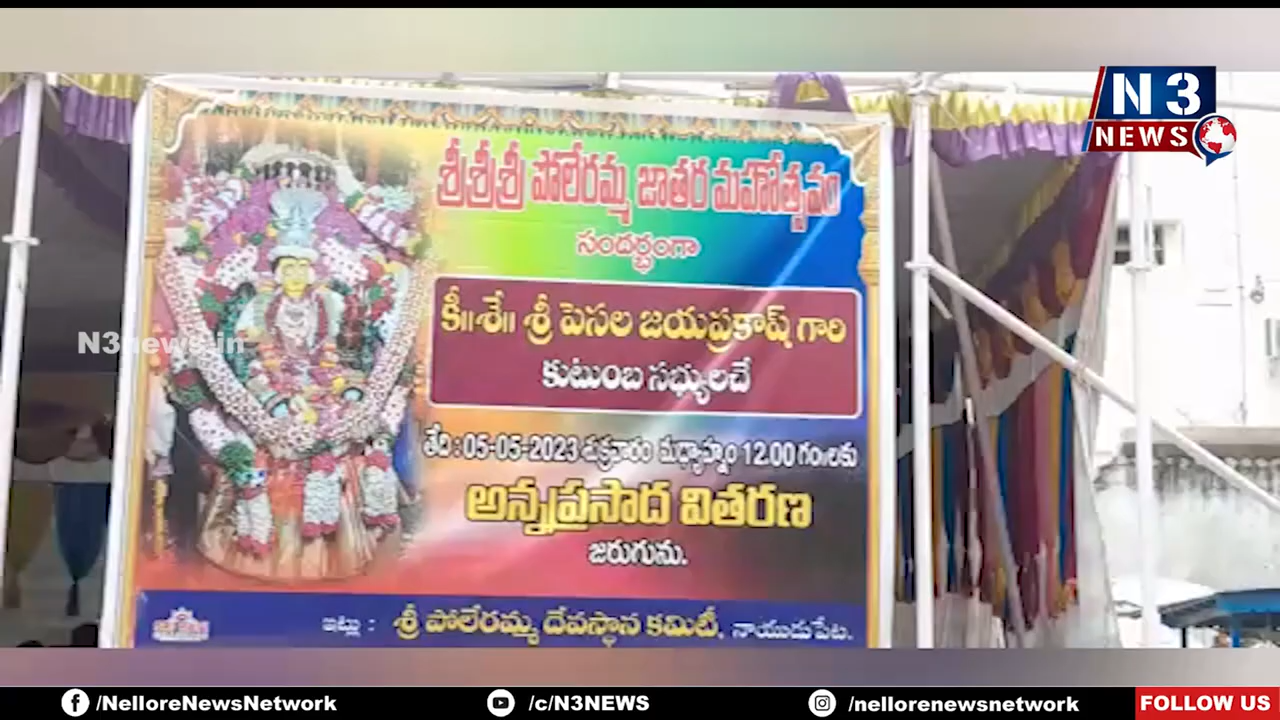 N3
NEWS
శ్రీశ్రీశ్రీ పోలేరమ్మ జాతర మహోత్సవం
సందర్భంగా
కీ॥శే॥ శ్రీ పెసల జయప్రకాష్ గారి
కుటుంబ సభ్యులచే
తేది : 05-05-2023 శుక్రవారం మధ్యాహ్నం 12.00 గం॥లకు
అన్నప్రసాద వితరణ
జరుగును.
ఇట్లు : శ్రీ పోలేరమ్మ దేవస్థాన కమిటీ, నాయుడుపేట.
N3news.in
/NelloreNewsNetwork
/c/N3NEWS
/nellorenewsnetwork
FOLLOW US